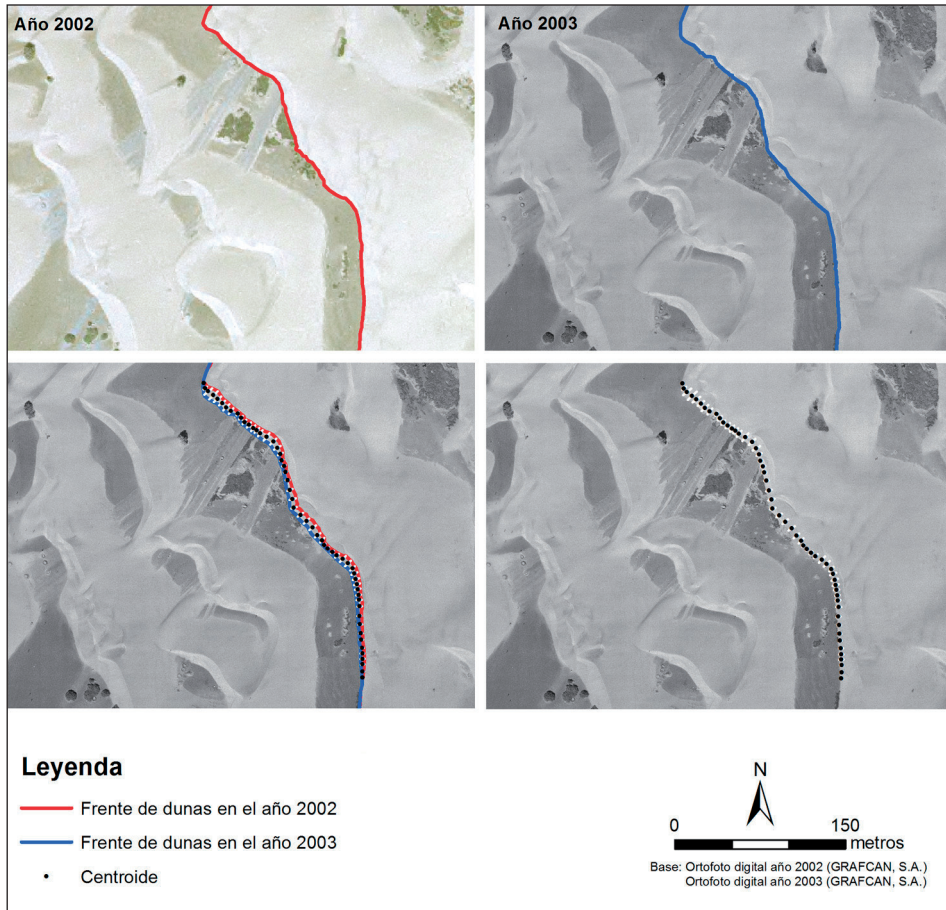 Año 2002
Año 2003
Leyenda
Frente de dunas en el año 2002
Frente de dunas en el año 2003
Centroide
N
0 150
metros
Base: Ortofoto digital año 2002 (GRAFCAN, S.A.)
Ortofoto digital año 2003 (GRAFCAN, S.A.)